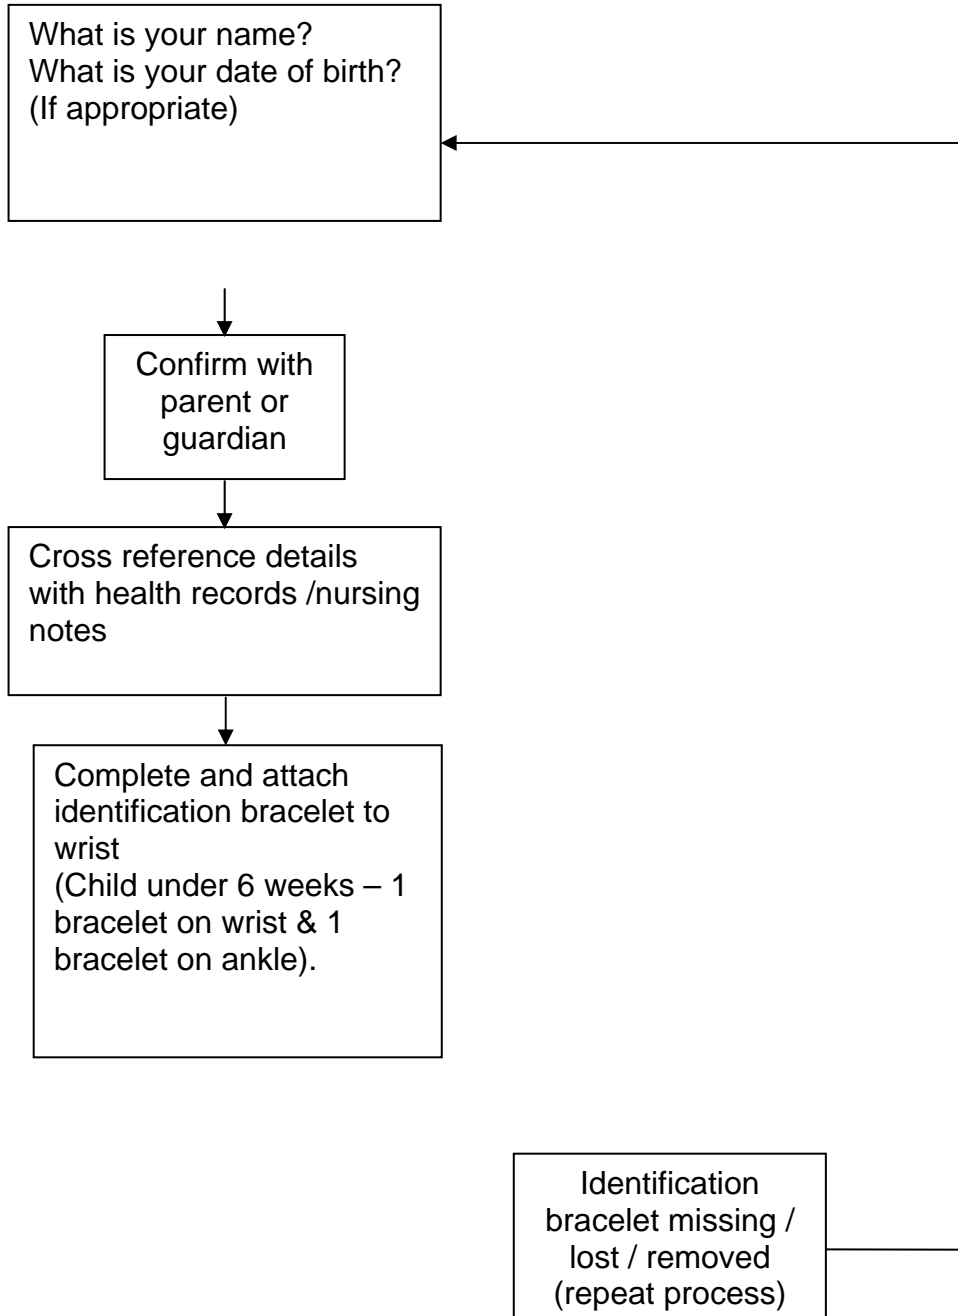 What is your name?
What is your date of birth?
(If appropriate)
Confirm with
parent or
guardian
Cross reference details
with health records /nursing
notes
Complete and attach
identification bracelet to
wrist
(Child under 6 weeks – 1
bracelet on wrist & 1
bracelet on ankle).
Identification
bracelet missing /
lost / removed
(repeat process)